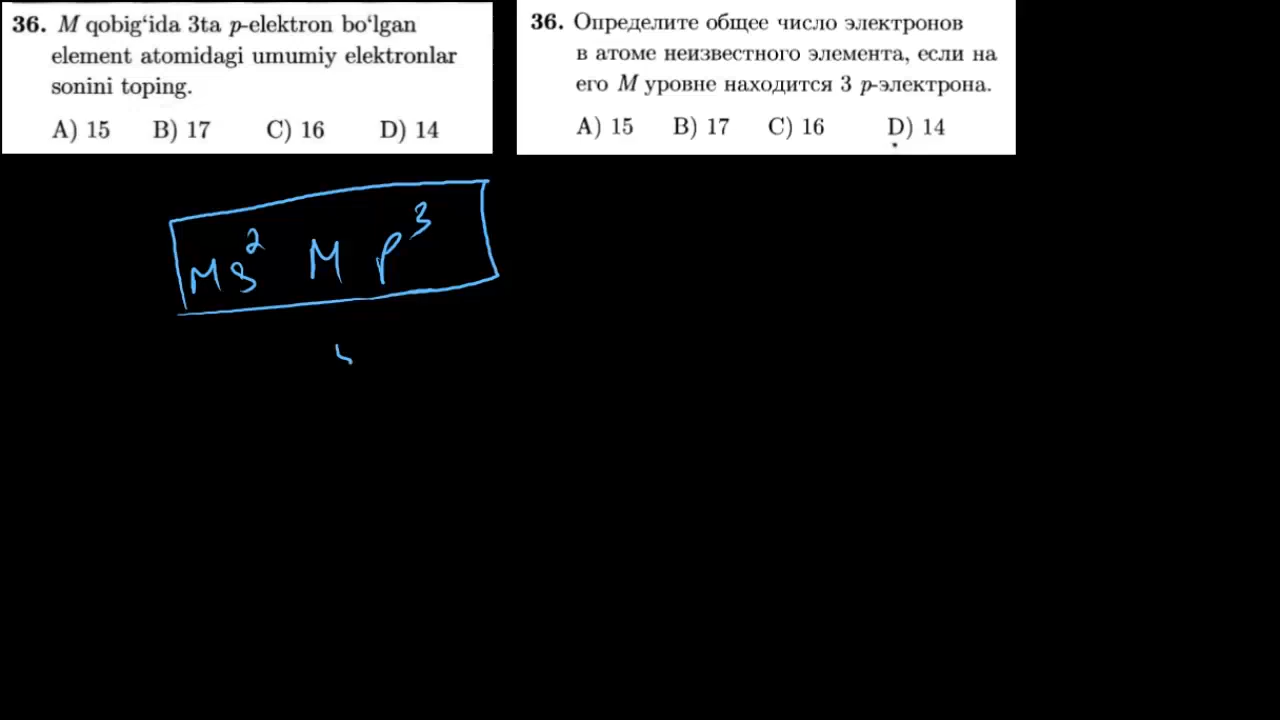 36. M qobig‘ida 3ta p-elektron bo‘lgan
element atomidagi umumiy elektronlar
sonini toping.
A) 15 B) 17 C) 16 D) 14
36. Определите общее число электронов
в атоме неизвестного элемента, если на
его M уровне находится 3 p-электрона.
A) 15 B) 17 C) 16 D) 14
Ms² M p³